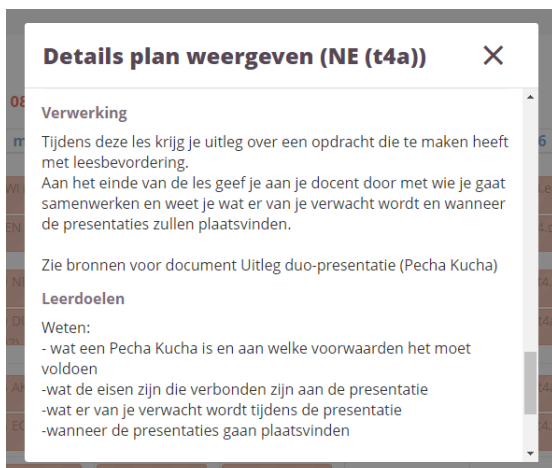 Details plan weergeven (NE (t4a))
Verwerking
Tijdens deze les krijg je uitleg over een opdracht die te maken heeft
met leesbevordering.
Aan het einde van de les geef je aan je docent door met wie je gaat
samenwerken en weet je wat er van je verwacht wordt en wanneer
de presentaties zullen plaatsvinden.
Zie bronnen voor document Uitleg duo-presentatie (Pecha Kucha)
Leerdoelen
Weten:
- wat een Pecha Kucha is en aan welke voorwaarden het moet
voldoen
-wat de eisen zijn die verbonden zijn aan de presentatie
-wat er van je verwacht wordt tijdens de presentatie
-wanneer de presentaties gaan plaatsvinden